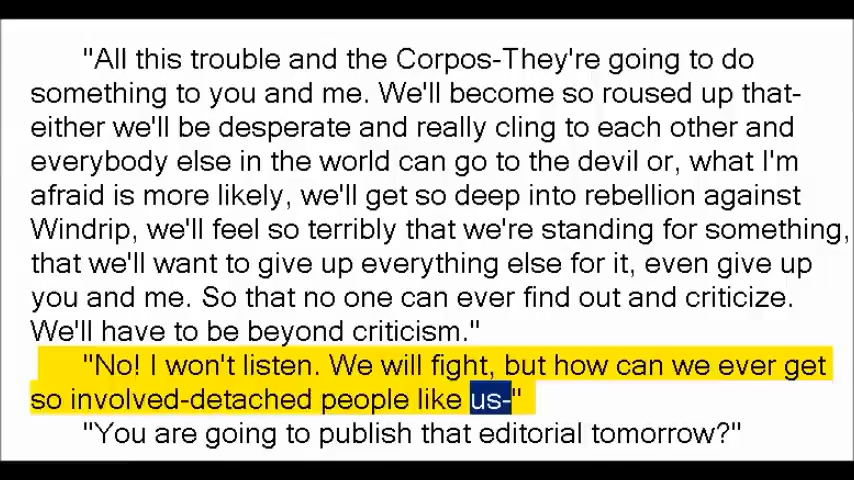 "All this trouble and the Corpos-They're going to do
something to you and me. We'll become so roused up that-
either we'll be desperate and really cling to each other and
everybody else in the world can go to the devil or, what I'm
afraid is more likely, we'll get so deep into rebellion against
Windrip, we'll feel so terribly that we're standing for something,
that we'll want to give up everything else for it, even give up
you and me. So that no one can ever find out and criticize.
We'll have to be beyond criticism."
"No! I won't listen. We will fight, but how can we ever get
so involved-detached people like us-"
"You are going to publish that editorial tomorrow?"